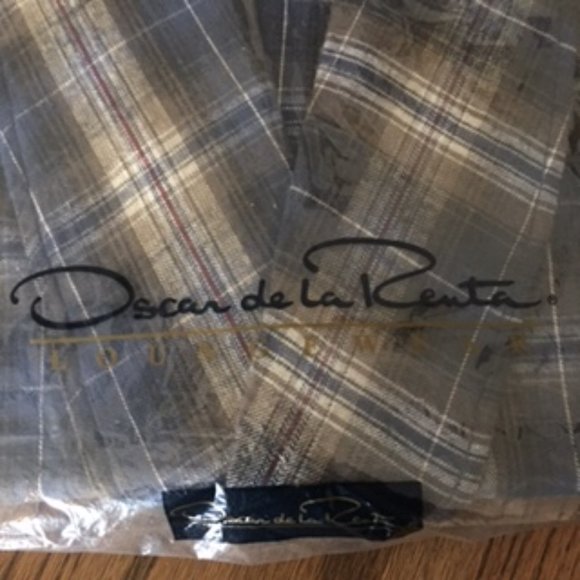 Oscar de la Renta®
LOUNGEWEAR
Oscar de la Renta